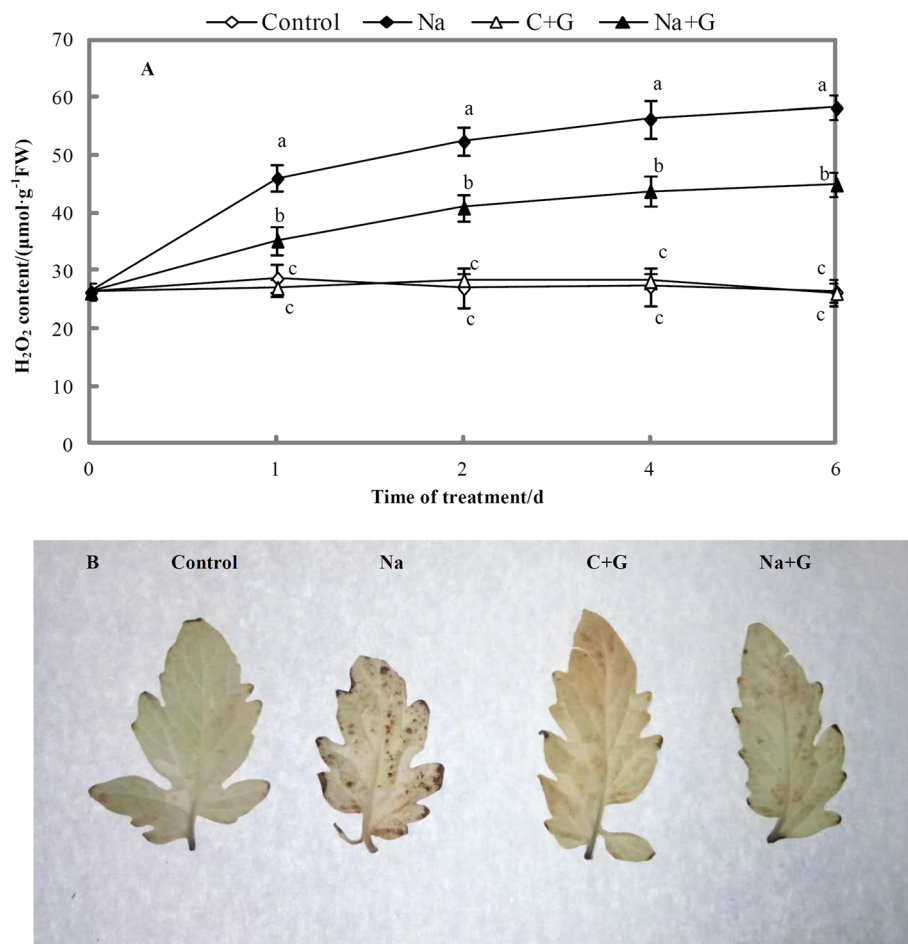 Control Na C+G Na+G
70
A
a
a
60
a
50
a
b
b
b
40
b
30
c
c
c
c
20
c
c
c
c
10
0
0 1 2 4 6
H₂O₂ content/(μmol·g⁻¹FW)
Time of treatment/d
B Control Na C+G Na+G